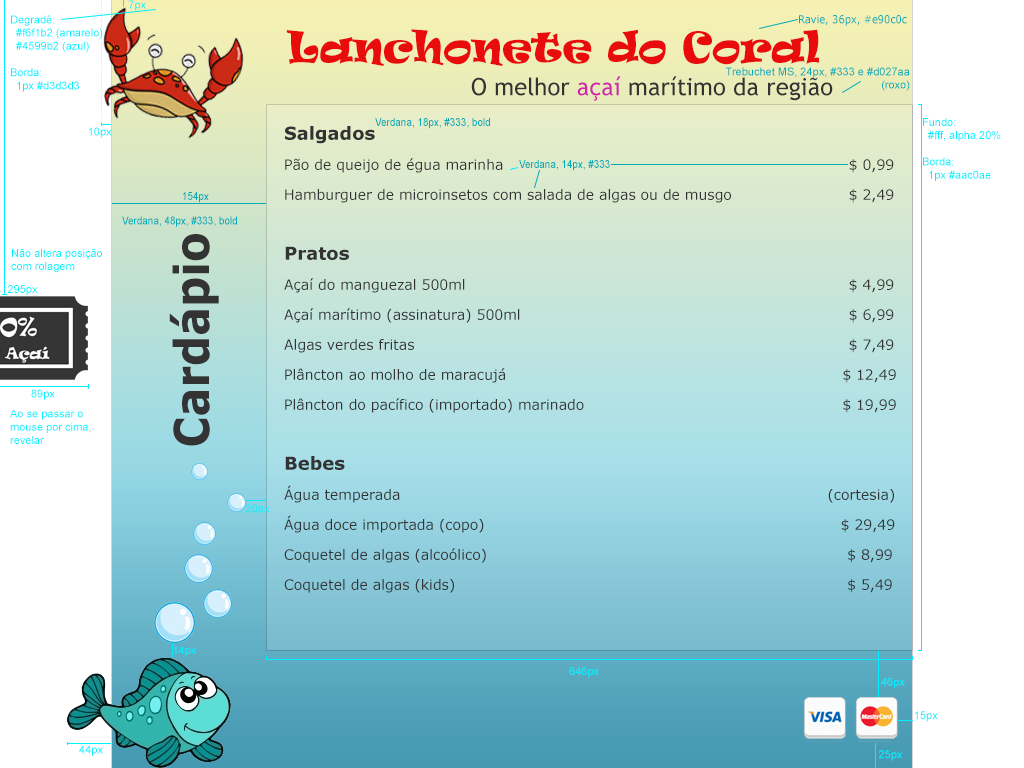 Degradê:
#f6f1b2 (amarelo)
#4599b2 (azul)
Borda:
1px #d3d3d3
7px
10px
Lanchonete do Coral
Ravie, 36px, #e90c0c
Trebuchet MS, 24px, #333 e #d027aa
(roxo)
O melhor açaí marítimo da região
Fundo:
#fff, alpha 20%
Borda:
1px #aac0ae
154px
Verdana, 48px, #333, bold
Cardápio
Não altera posição
com rolagem
295px
0%
Açaí
89px
Ao se passar o
mouse por cima,
revelar
Salgados
Verdana, 18px, #333, bold
Pão de queijo de égua marinha
Verdana, 14px, #333
$ 0,99
Hamburguer de microinsetos com salada de algas ou de musgo $ 2,49
Pratos
Açaí do manguezal 500ml $ 4,99
Açaí marítimo (assinatura) 500ml $ 6,99
Algas verdes fritas $ 7,49
Plâncton ao molho de maracujá $ 12,49
Plâncton do pacífico (importado) marinado $ 19,99
Bebes
Água temperada (cortesia)
Água doce importada (copo) $ 29,49
Coquetel de algas (alcoólico) $ 8,99
Coquetel de algas (kids) $ 5,49
20px
14px
44px
646px
46px
VISA
MasterCard
15px
25px